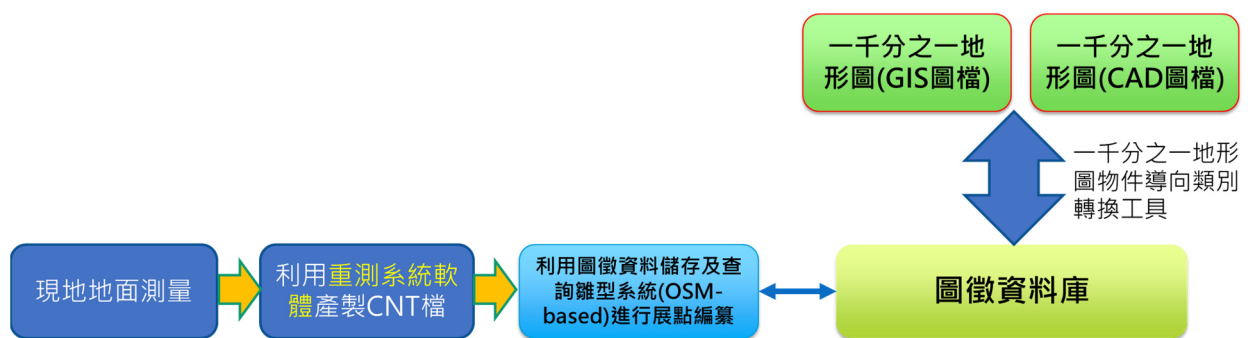 一千分之一地
形圖(GIS圖檔)
一千分之一地
形圖(CAD圖檔)
一千分之一地形
圖物件導向類別
轉換工具
現地地面測量
利用重測系統軟
體產製CNT檔
利用圖徵資料儲存及查
詢雛型系統(OSM-
based)進行展點編纂
圖徵資料庫